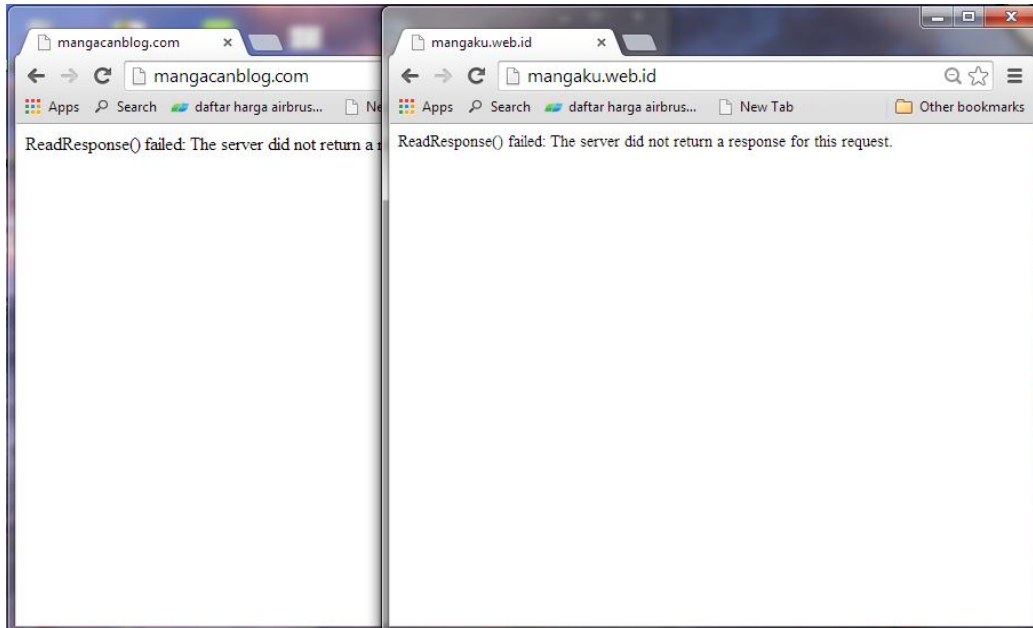 mangacanblog.com
mangacanblog.com
Apps Search daftar harga airbrus... Ne
ReadResponse() failed: The server did not return a
mangaku.web.id
mangaku.web.id
Apps Search daftar harga airbrus... New Tab Other bookmarks
ReadResponse() failed: The server did not return a response for this request.